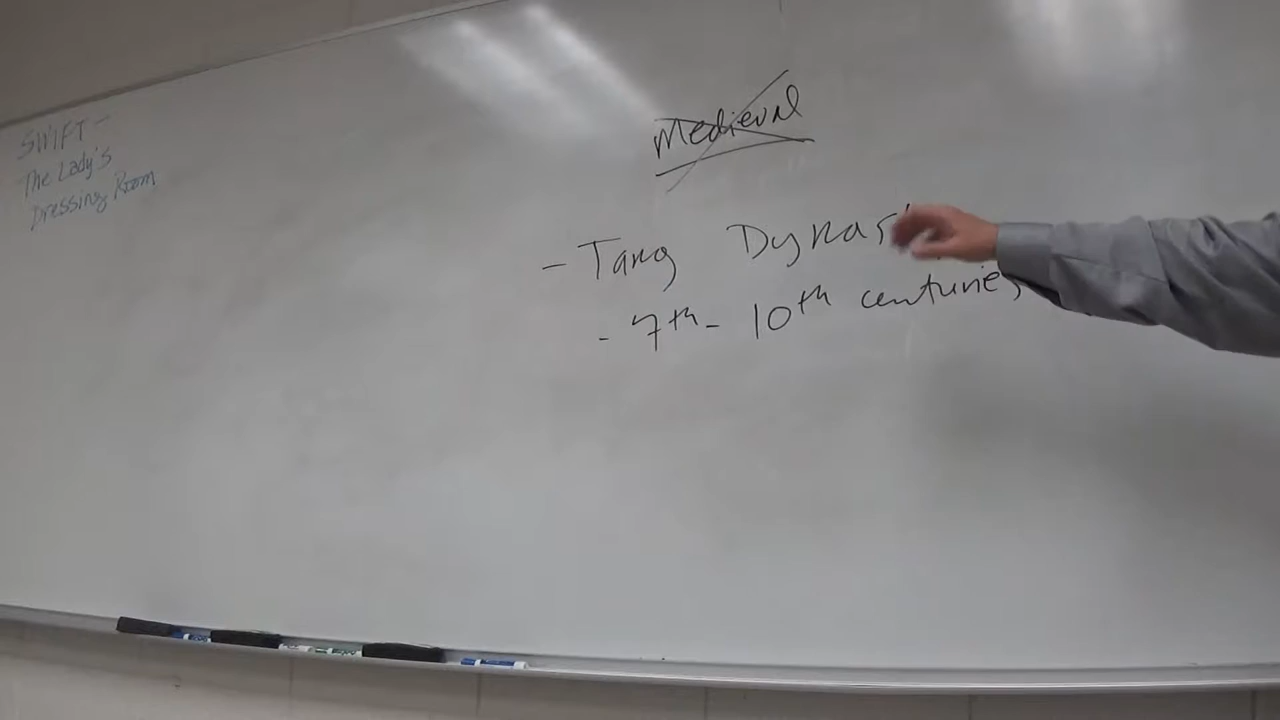 SWIFT -
The Lady's
Dressing Room
Medieval
- Tang Dynas
- 7th - 10th centuries